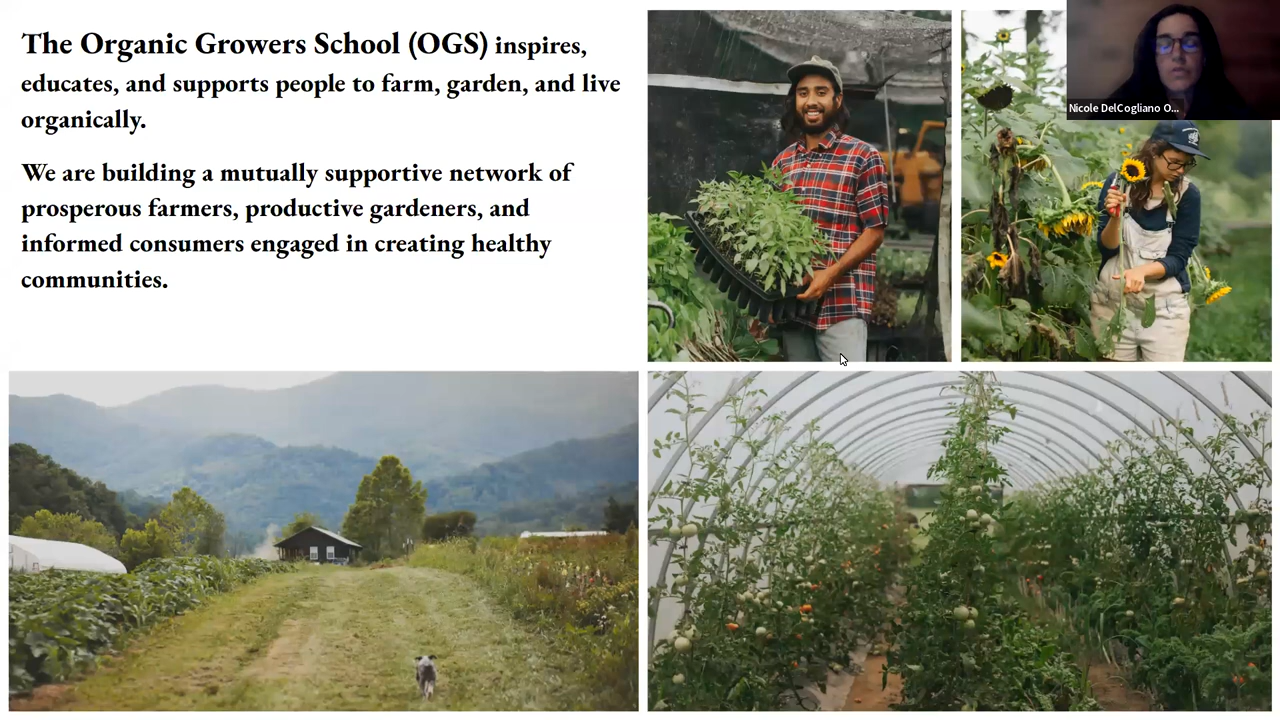 The Organic Growers School (OGS) inspires,
educates, and supports people to farm, garden, and live
organically.
We are building a mutually supportive network of
prosperous farmers, productive gardeners, and
informed consumers engaged in creating healthy
communities.
Nicole DelCogliano O...